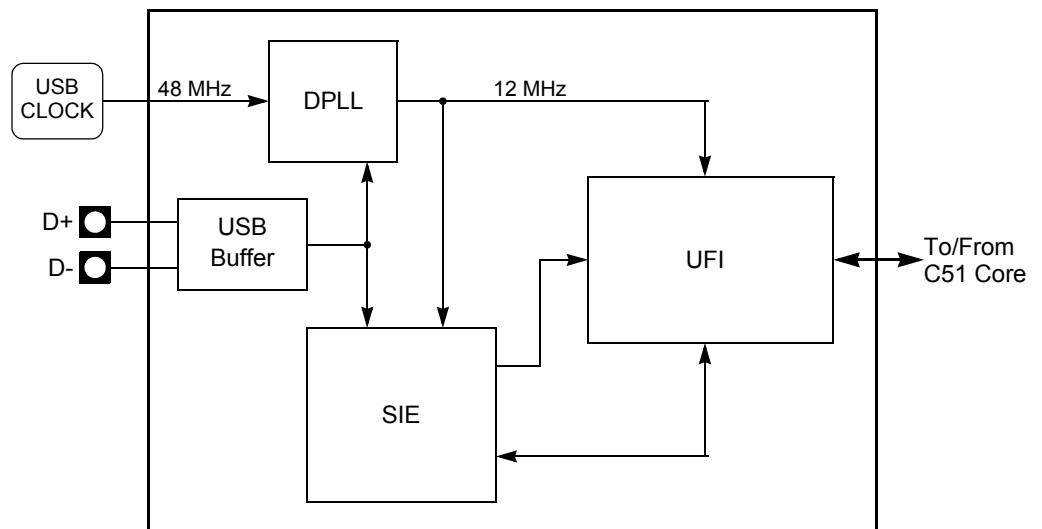 USB
CLOCK
48 MHz
DPLL
12 MHz
D+
D-
USB
Buffer
UFI
To/From
C51 Core
SIE